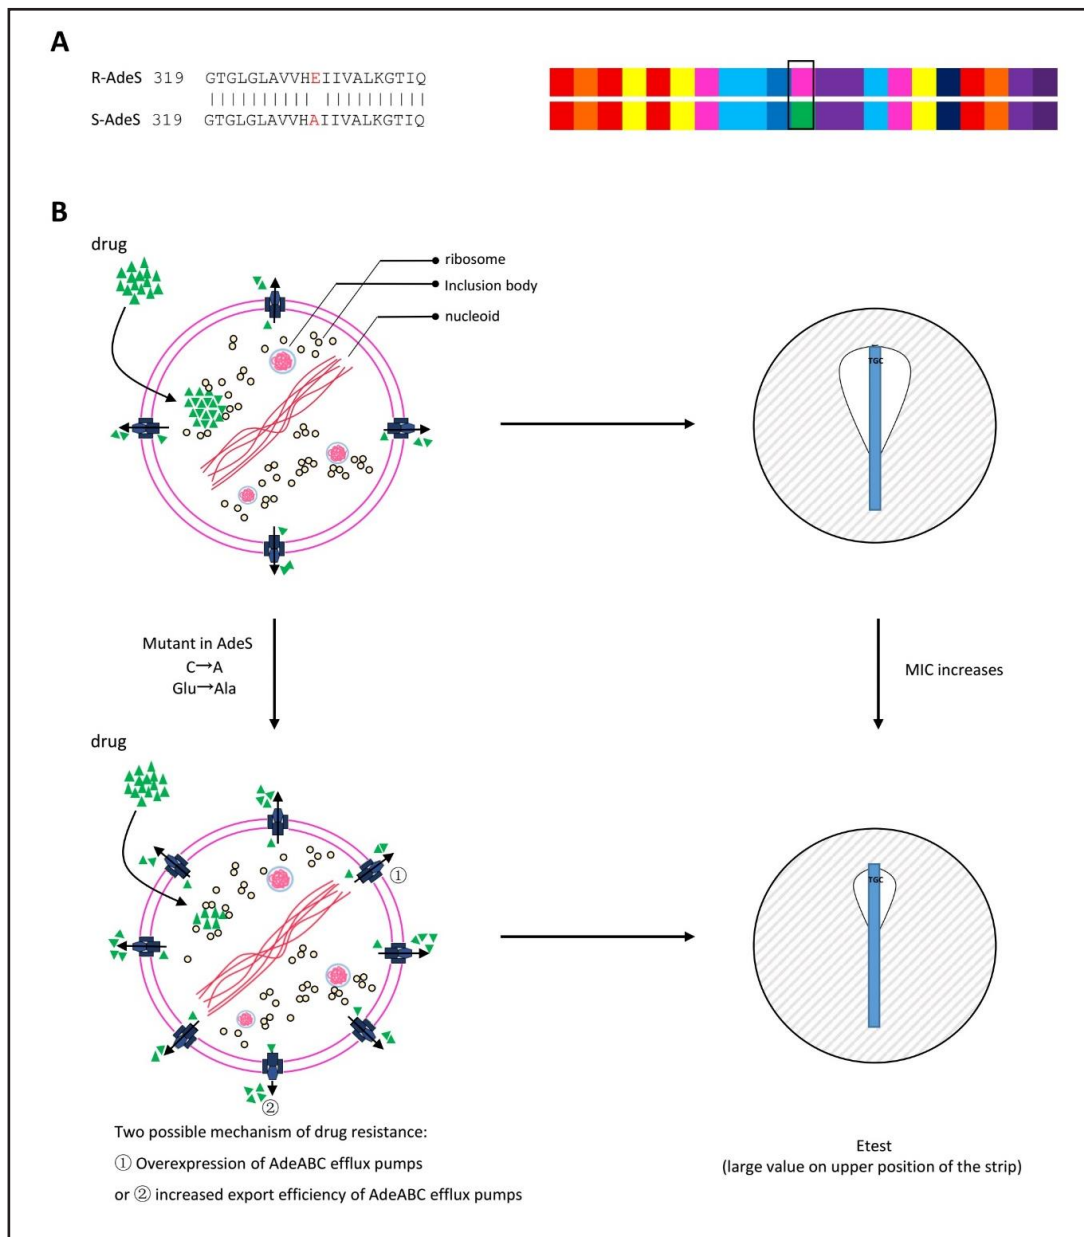 A
R-AdeS 319 GTGLGLAVVHEIIVALKGTIQ
S-AdeS 319 GTGLGLAVVHAIIVALKGTIQ
B
drug
ribosome
Inclusion body
nucleoid
TGC
Mutant in AdeS
C→A
Glu→Ala
MIC increases
drug
①
TGC
②
Two possible mechanism of drug resistance:
① Overexpression of AdeABC efflux pumps
or ② increased export efficiency of AdeABC efflux pumps
Etest
(large value on upper position of the strip)